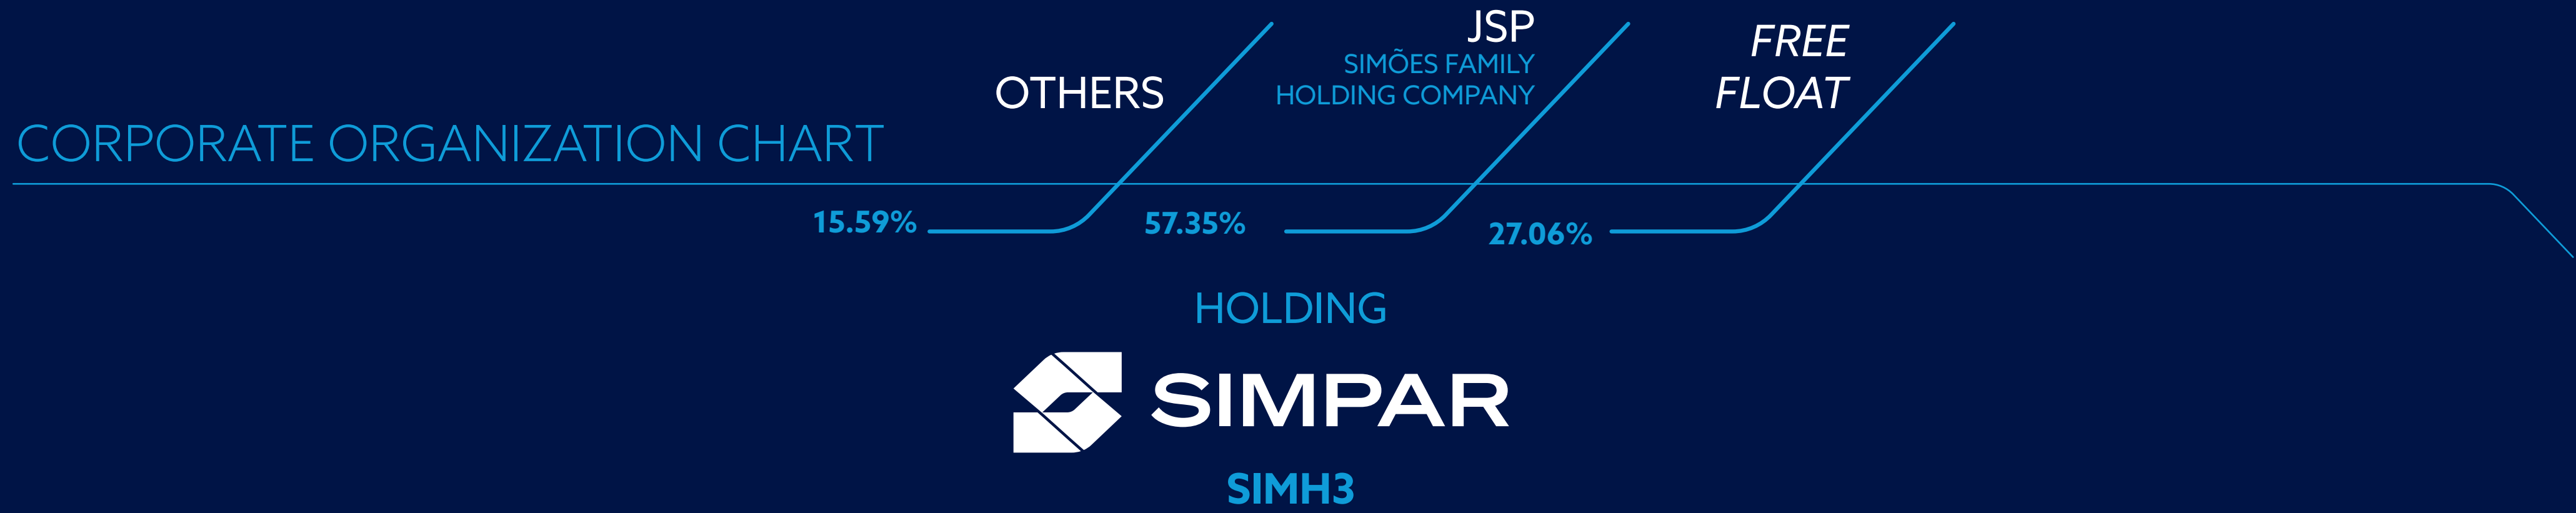 CORPORATE ORGANIZATION CHART
OTHERS
15.59%
JSP
SIMÕES FAMILY
HOLDING COMPANY
57.35%
FREE
FLOAT
27.06%
HOLDING
SIMPAR
SIMH3